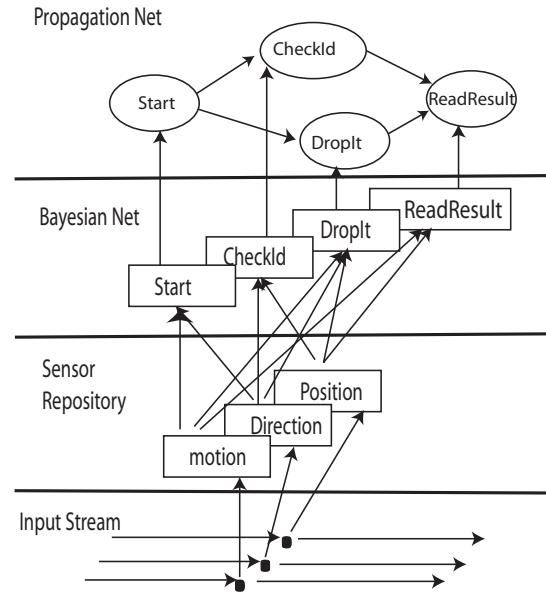 Propagation Net
CheckId
Start
ReadResult
DropIt
Bayesian Net
ReadResult
DropIt
CheckId
Start
Sensor
Repository
Position
Direction
motion
Input Stream